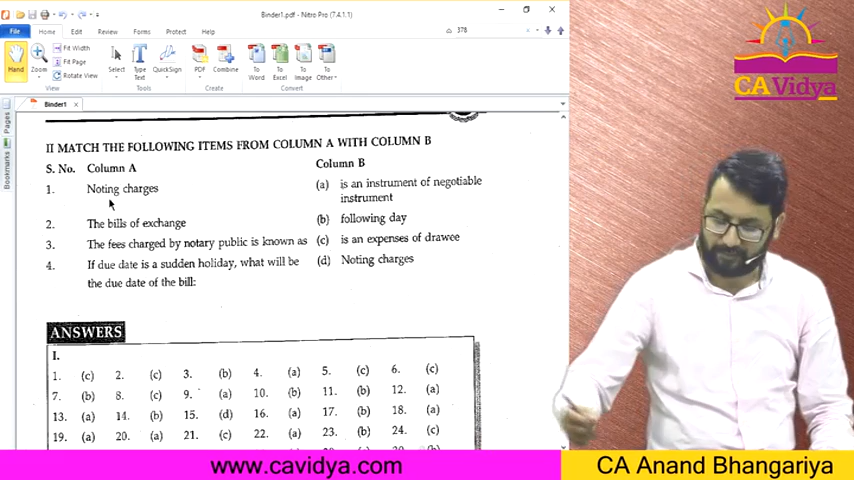 Binder1.pdf - Nitro Pro (7.4.1.1)
File Home Edit Review Forms Protect Help
378
Hand
Zoom
Fit Width
Fit Page
Rotate View
Select
Type Text
QuickSign
PDF
Combine
To Word
To Excel
To Image
To Other
Tools
Create
Convert
Binder1
Pages
Bookmarks
II MATCH THE FOLLOWING ITEMS FROM COLUMN A WITH COLUMN B
S. No. Column A Column B
1. Noting charges (a) is an instrument of negotiable
instrument
2. The bills of exchange (b) following day
3. The fees charged by notary public is known as (c) is an expenses of drawee
4. If due date is a sudden holiday, what will be (d) Noting charges
the due date of the bill:
ANSWERS
I.
1. (c) 2. (c) 3. (b) 4. (a) 5. (c) 6. (c)
7. (b) 8. (c) 9. (a) 10. (b) 11. (b) 12. (a)
13. (a) 14. (b) 15. (d) 16. (a) 17. (b) 18. (a)
19. (a) 20. (a) 21. (c) 22. (a) 23. (b) 24. (c)
CA Vidya
www.cavidya.com
CA Anand Bhangariya